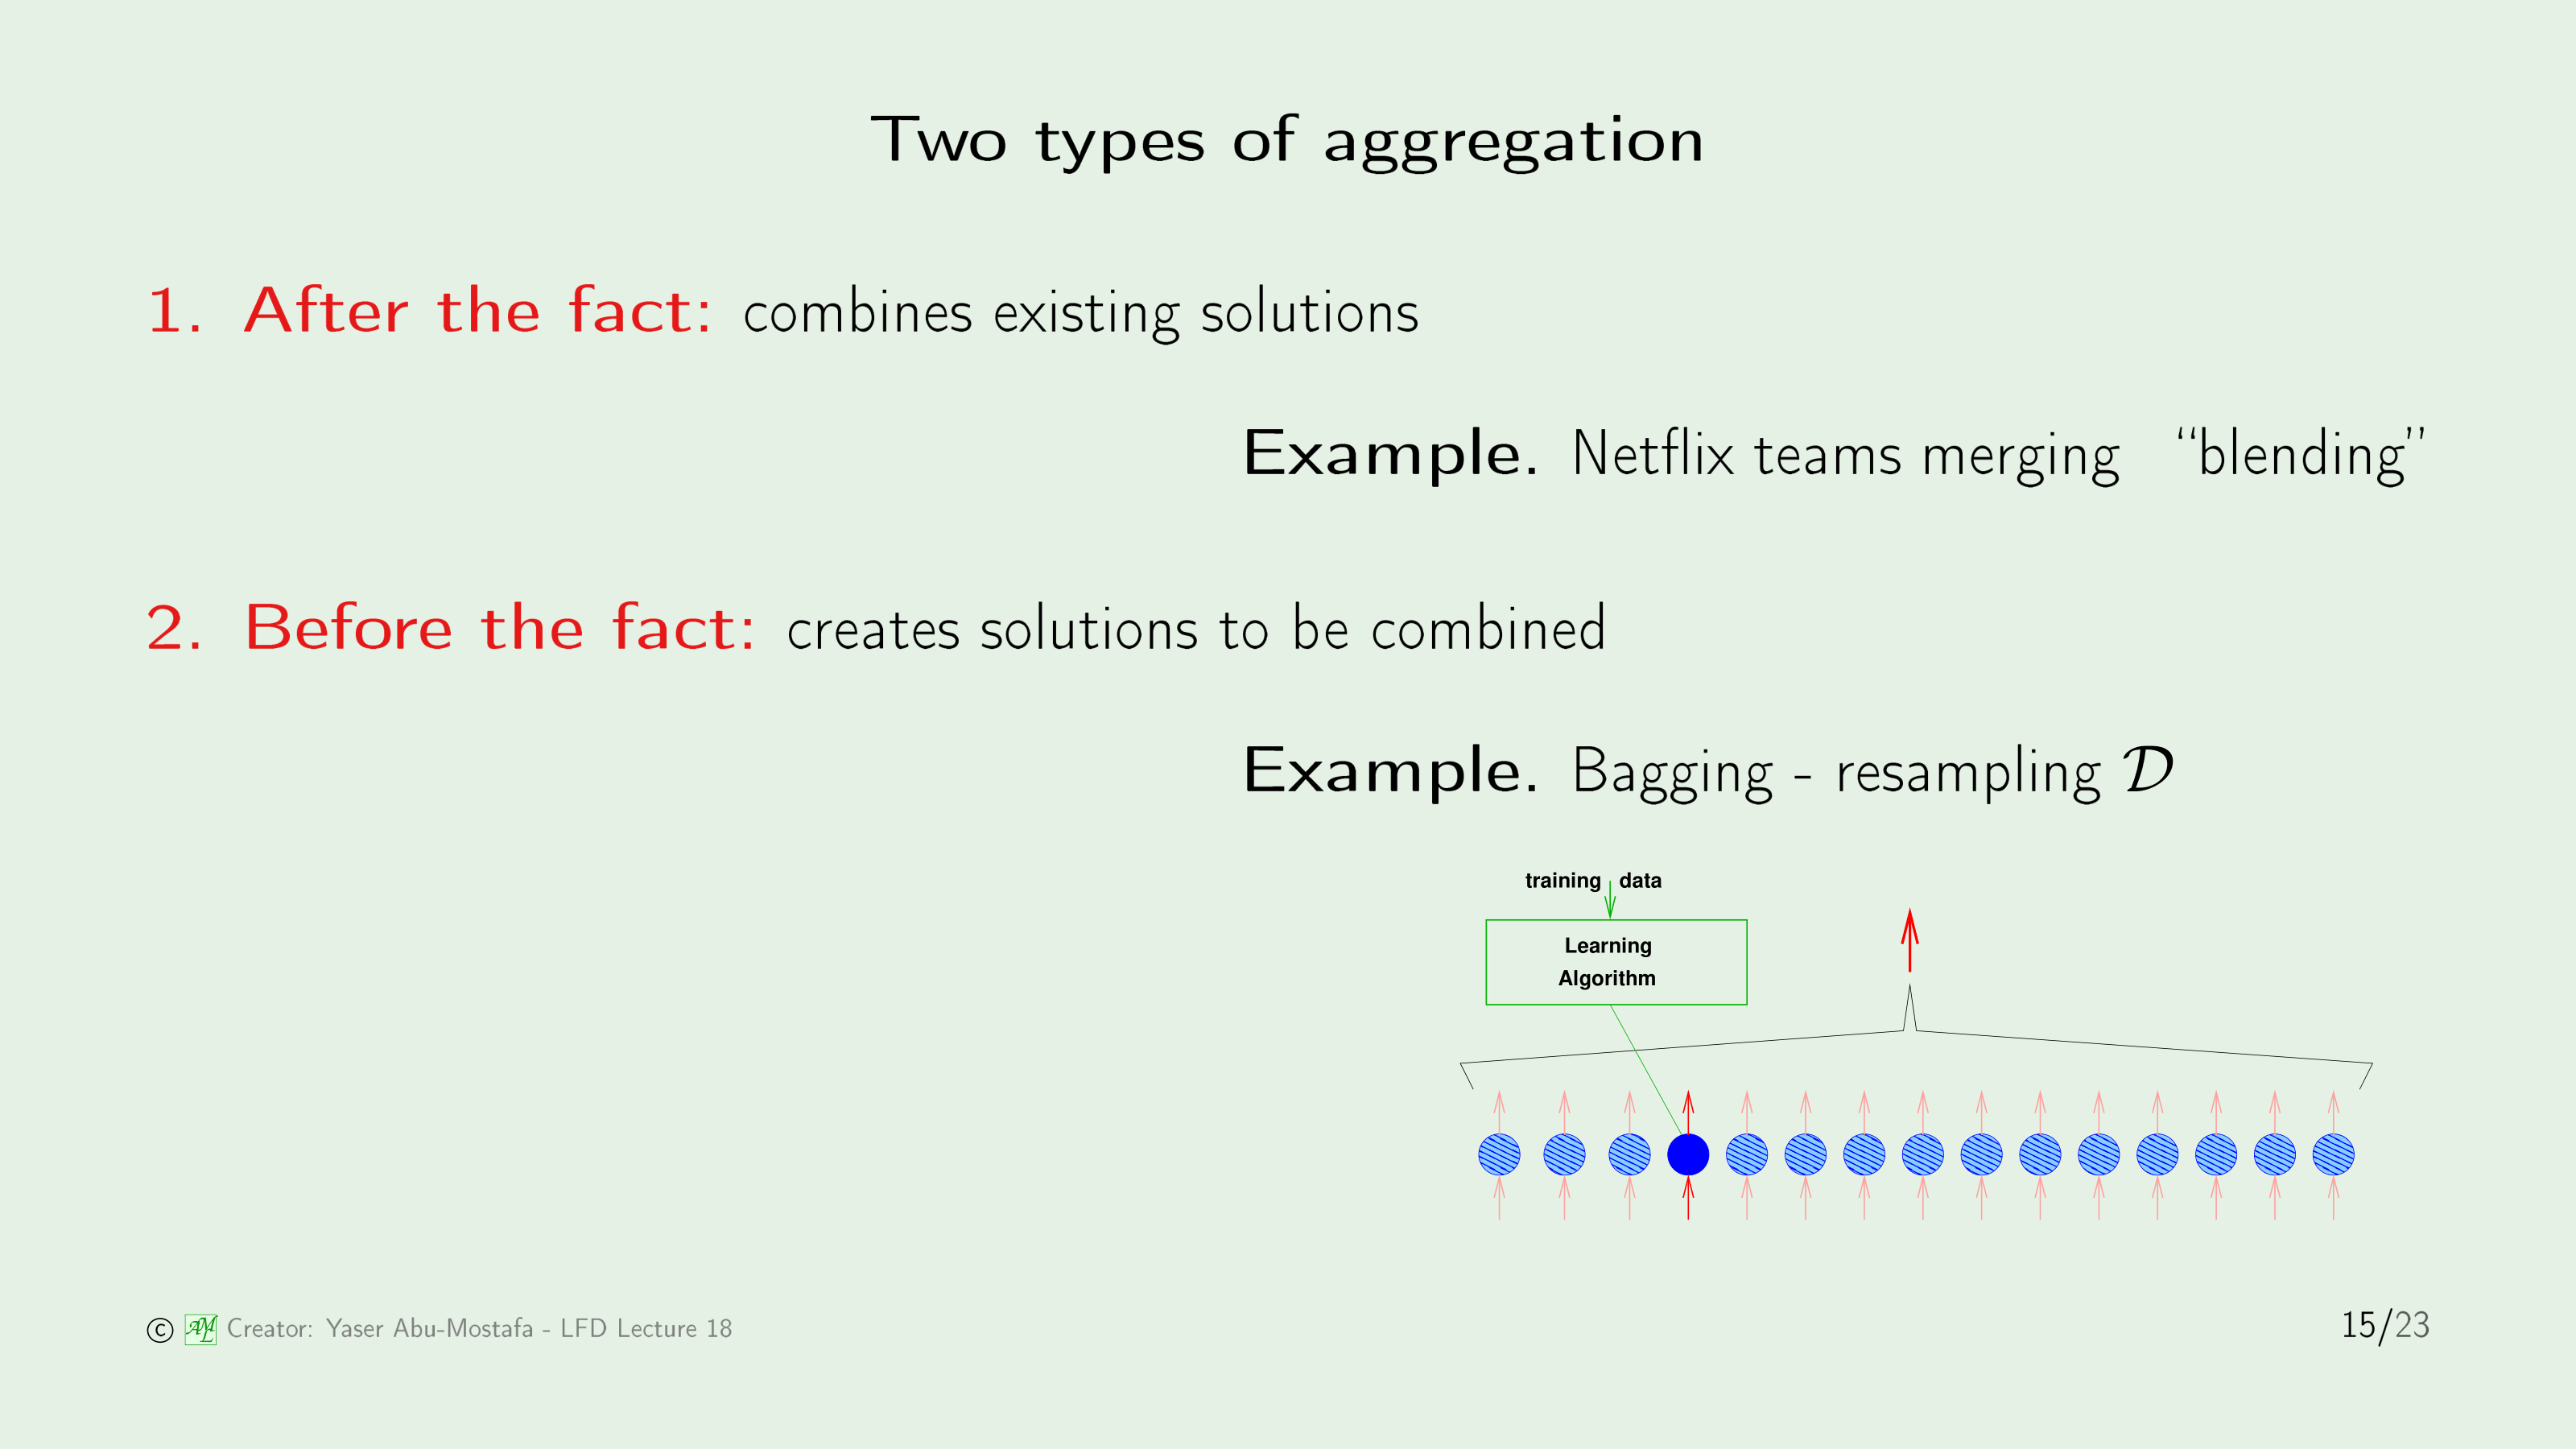 Two types of aggregation
1. After the fact: combines existing solutions
Example. Netflix teams merging “blending”
2. Before the fact: creates solutions to be combined
Example. Bagging - resampling 𝒟
training data
Learning
Algorithm
© AML Creator: Yaser Abu-Mostafa - LFD Lecture 18
15/23